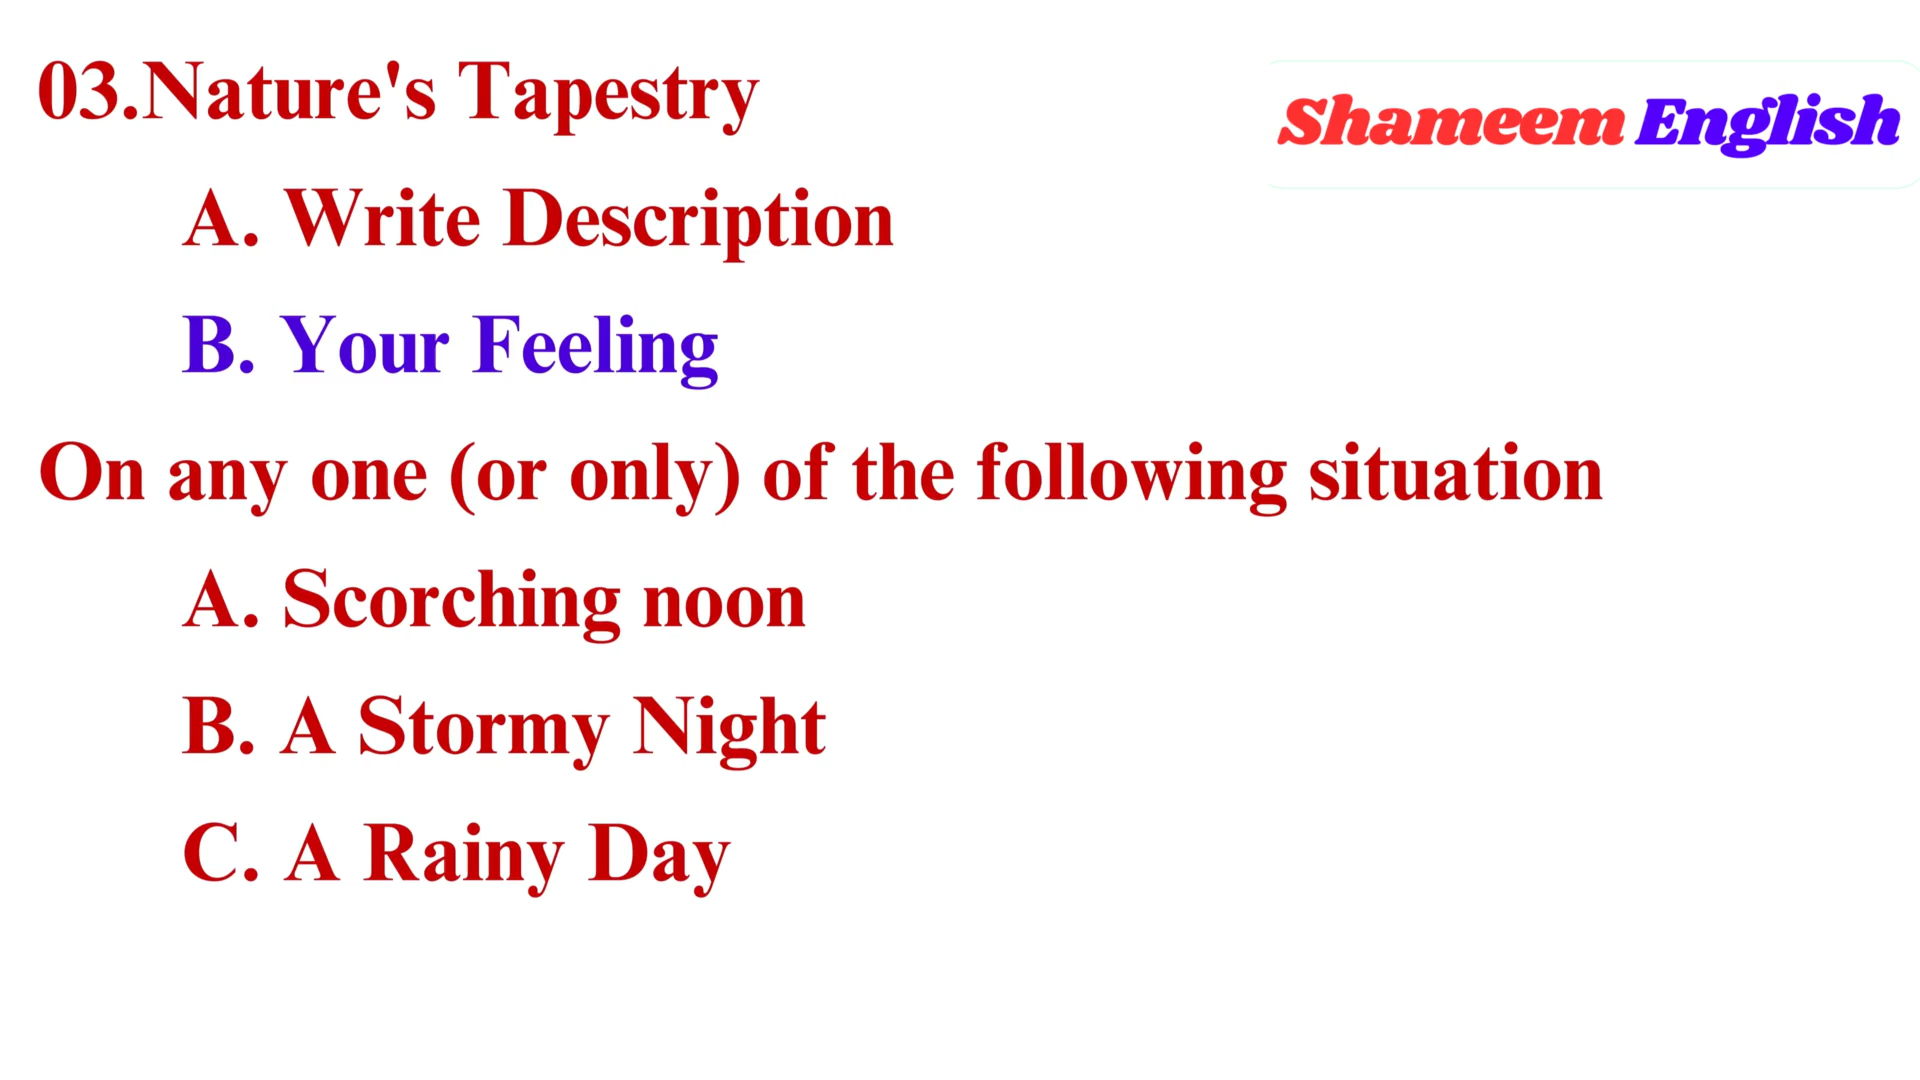 03.Nature's Tapestry
Shameem English
A. Write Description
B. Your Feeling
On any one (or only) of the following situation
A. Scorching noon
B. A Stormy Night
C. A Rainy Day